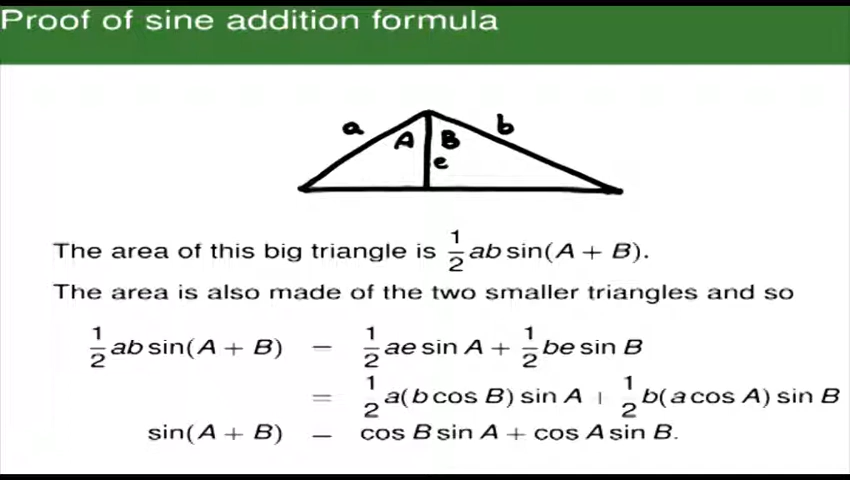 Proof of sine addition formula
a b
A B
e
The area of this big triangle is 1/2 ab sin(A + B).
The area is also made of the two smaller triangles and so
1/2 ab sin(A + B) = 1/2 ae sin A + 1/2 be sin B
= 1/2 a(b cos B) sin A + 1/2 b(a cos A) sin B
sin(A + B) = cos B sin A + cos A sin B.